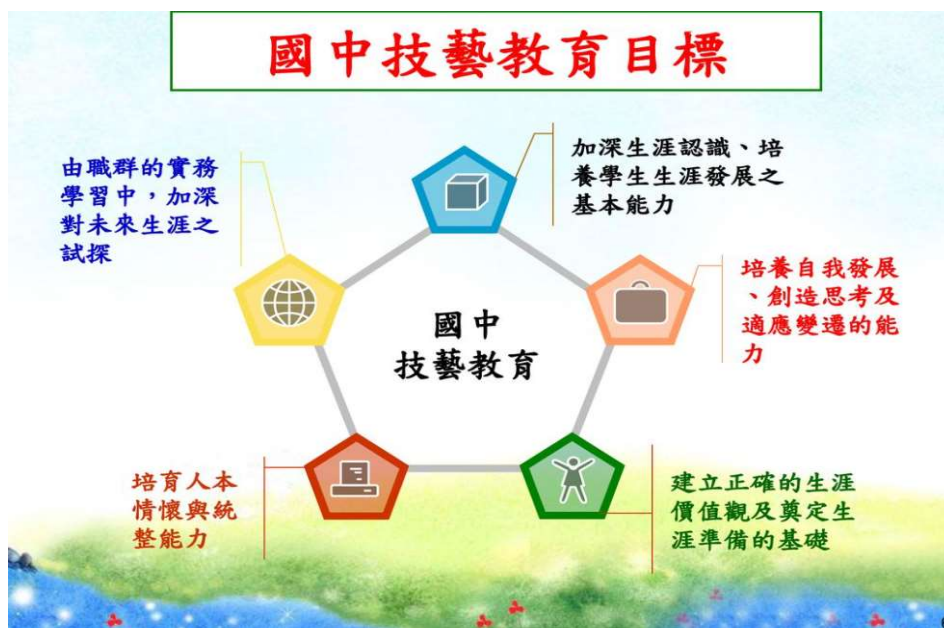 國中技藝教育目標
加深生涯認識、培
養學生生涯發展之
基本能力
由職群的實務
學習中，加深
對未來生涯之
試探
培養自我發展
、創造思考及
適應變遷的能
力
國中
技藝教育
培育人本
情懷與統
整能力
建立正確的生涯
價值觀及奠定生
涯準備的基礎